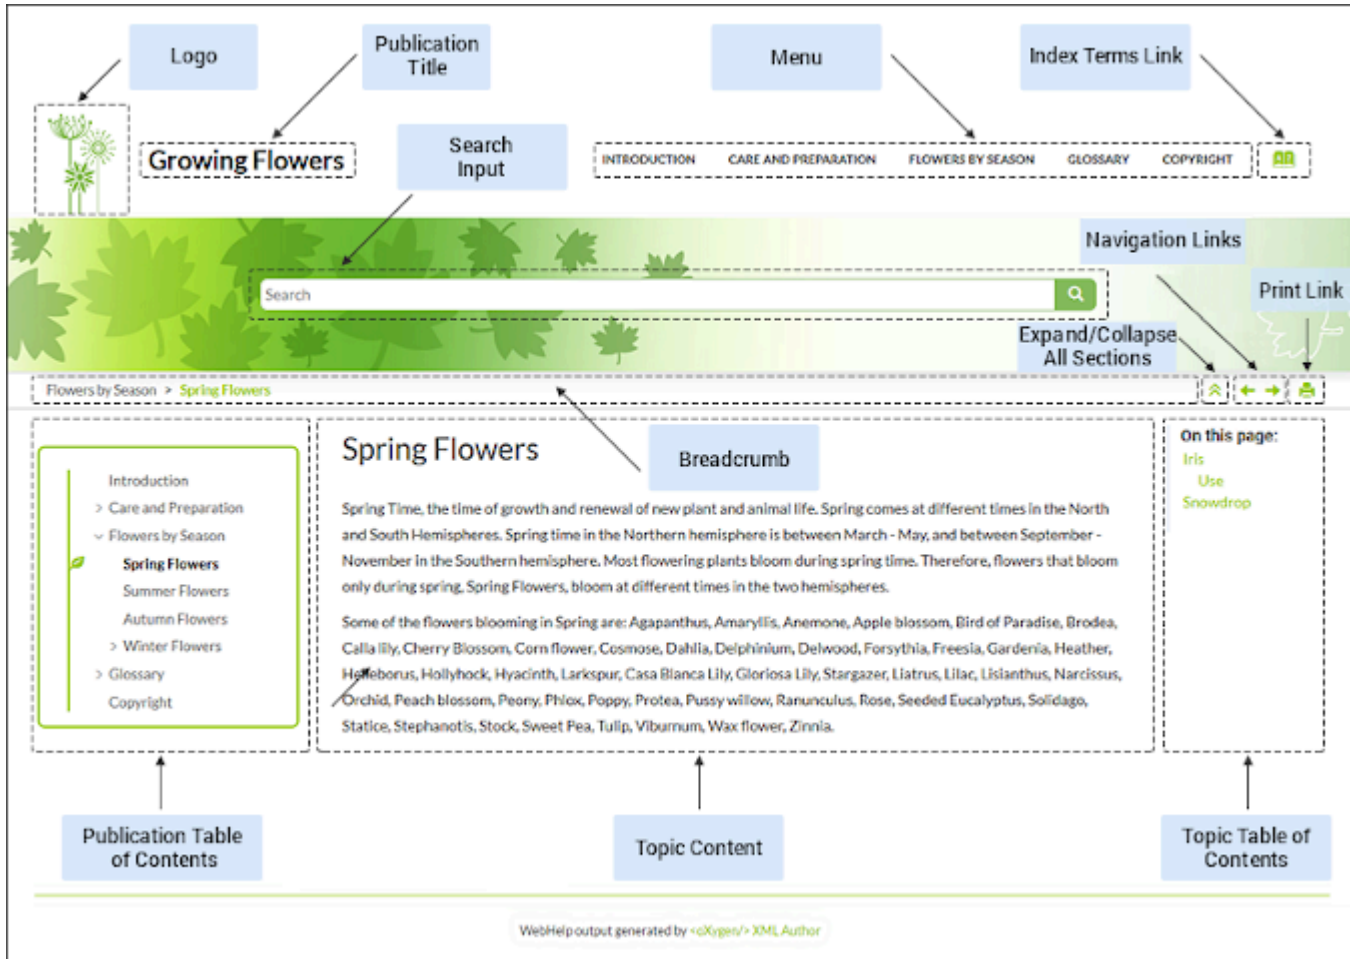 Logo
Publication
Title
Menu
Index Terms Link
Search
Input
Growing Flowers
INTRODUCTION CARE AND PREPARATION FLOWERS BY SEASON GLOSSARY COPYRIGHT
Navigation Links
Search
Print Link
Expand/Collapse
All Sections
Flowers by Season > Spring Flowers
Breadcrumb
Introduction
> Care and Preparation
Flowers by Season
Spring Flowers
Summer Flowers
Autumn Flowers
> Winter Flowers
> Glossary
Copyright
Spring Flowers
Spring Time, the time of growth and renewal of new plant and animal life. Spring comes at different times in the North
and South Hemispheres. Spring time in the Northern hemisphere is between March - May, and between September -
November in the Southern hemisphere. Most flowering plants bloom during spring time. Therefore, flowers that bloom
only during spring, Spring Flowers, bloom at different times in the two hemispheres.
Some of the flowers blooming in Spring are: Agapanthus, Amaryllis, Anemone, Apple blossom, Bird of Paradise, Brodea,
Calla lily, Cherry Blossom, Corn flower, Cosmose, Dahlia, Delphinium, Delwood, Forsythia, Freesia, Gardenia, Heather,
Helleborus, Hollyhock, Hyacinth, Larkspur, Casa Blanca Lily, Gloriosa Lily, Stargazer, Liatrus, Lilac, Lisianthus, Narcissus,
Orchid, Peach blossom, Peony, Phlox, Poppy, Protea, Pussy willow, Ranunculus, Rose, Seeded Eucalyptus, Solidago,
Statice, Stephanotis, Stock, Sweet Pea, Tulip, Viburnum, Wax flower, Zinnia.
On this page:
Iris
Use
Snowdrop
Publication Table
of Contents
Topic Content
Topic Table of
Contents
WebHelp output generated by <oXygen/> XML Author